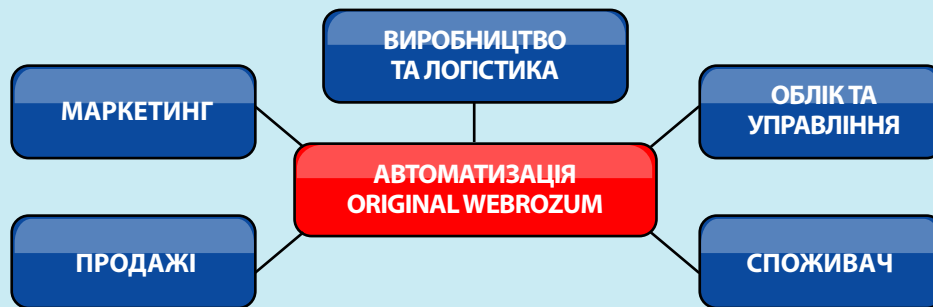 ВИРОБНИЦТВО
ТА ЛОГІСТИКА
МАРКЕТИНГ
ОБЛІК ТА
УПРАВЛІННЯ
АВТОМАТИЗАЦІЯ
ORIGINAL WEBROZUM
ПРОДАЖІ
СПОЖИВАЧ